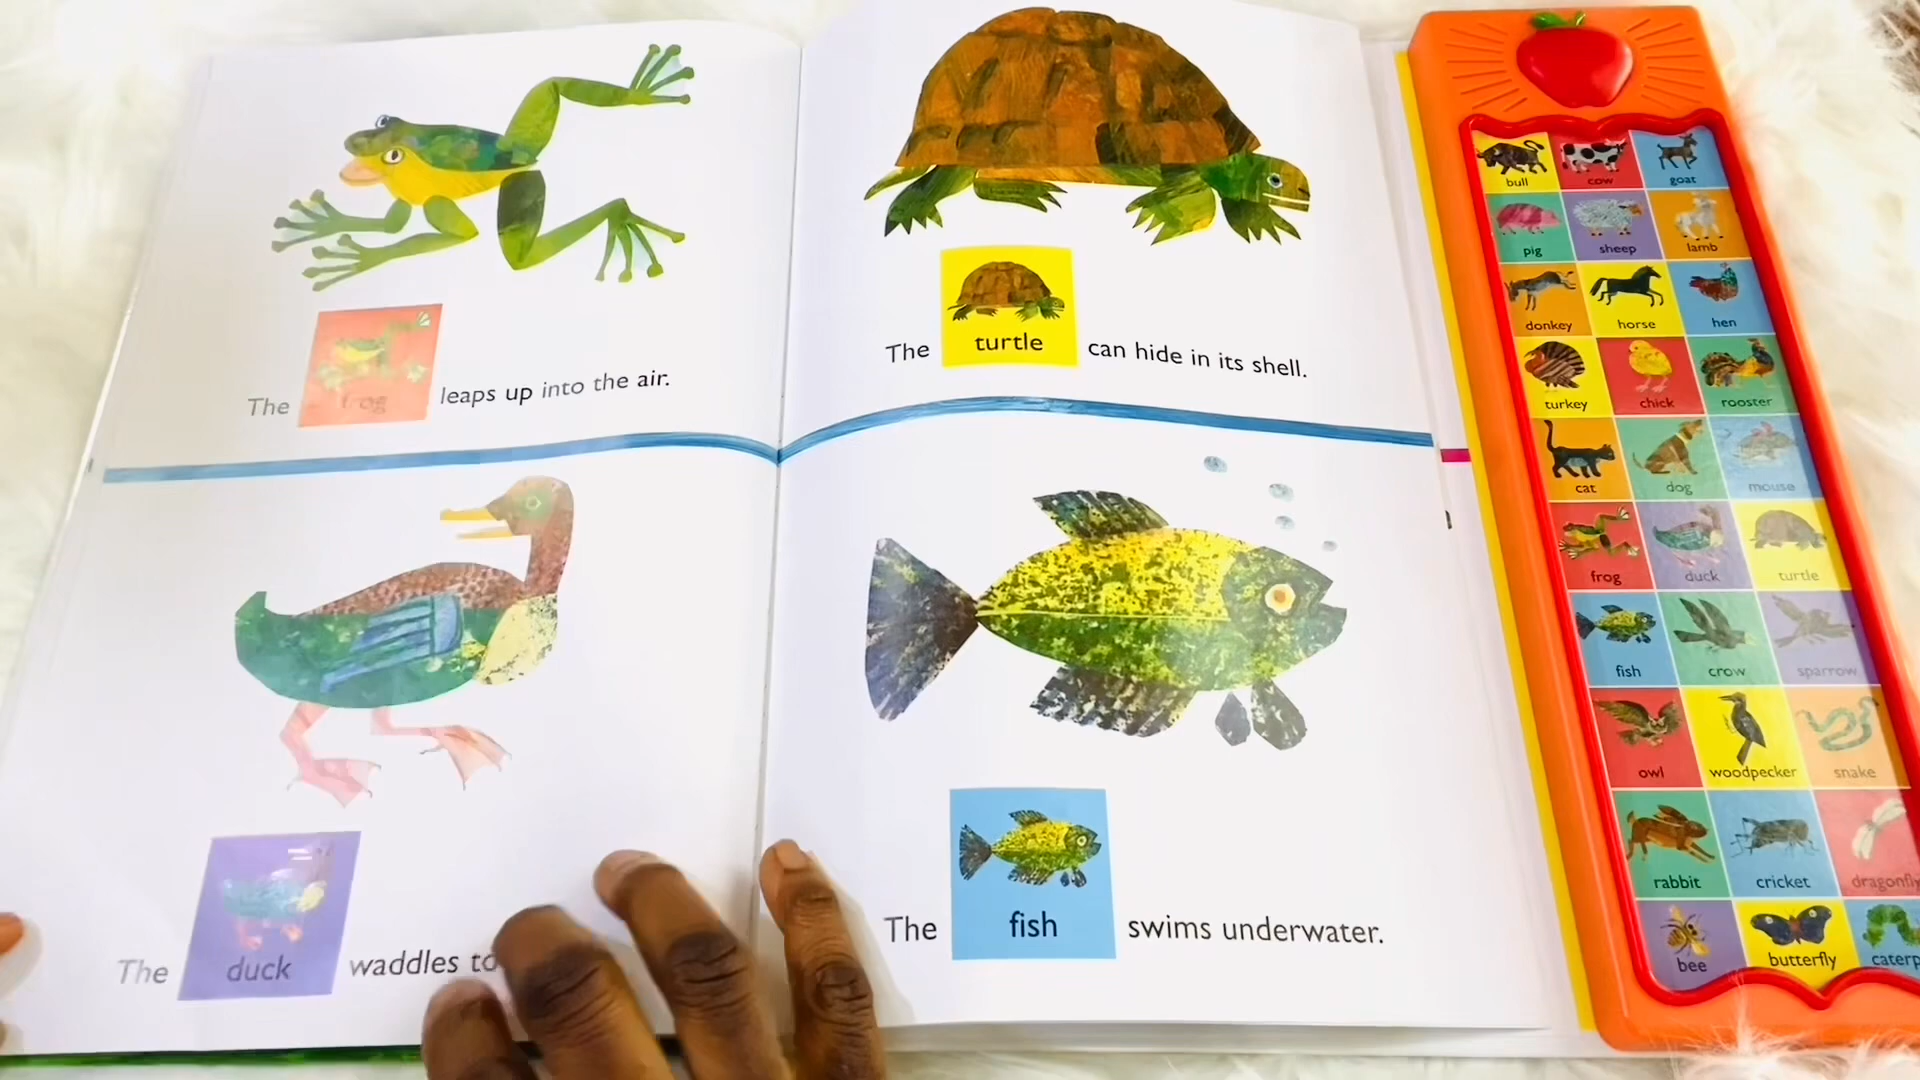 The frog leaps up into the air.
The turtle can hide in its shell.
The duck waddles to
The fish swims underwater.
bull cow goat
pig sheep lamb
donkey horse hen
turkey chick rooster
cat dog mouse
frog duck turtle
fish crow sparrow
owl woodpecker snake
rabbit cricket dragonfly
bee butterfly caterp